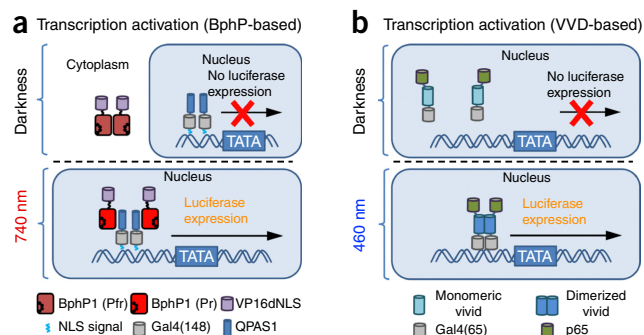 a Transcription activation (BphP-based)
Darkness
Cytoplasm
Nucleus
No luciferase
expression
TATA
740 nm
Nucleus
Luciferase
expression
TATA
BphP1 (Pfr)
BphP1 (Pr)
VP16dNLS
NLS signal
Gal4(148)
QPAS1
b Transcription activation (VVD-based)
Darkness
Nucleus
No luciferase
expression
TATA
460 nm
Nucleus
Luciferase
expression
TATA
Monomeric
vivid
Dimerized
vivid
Gal4(65)
p65